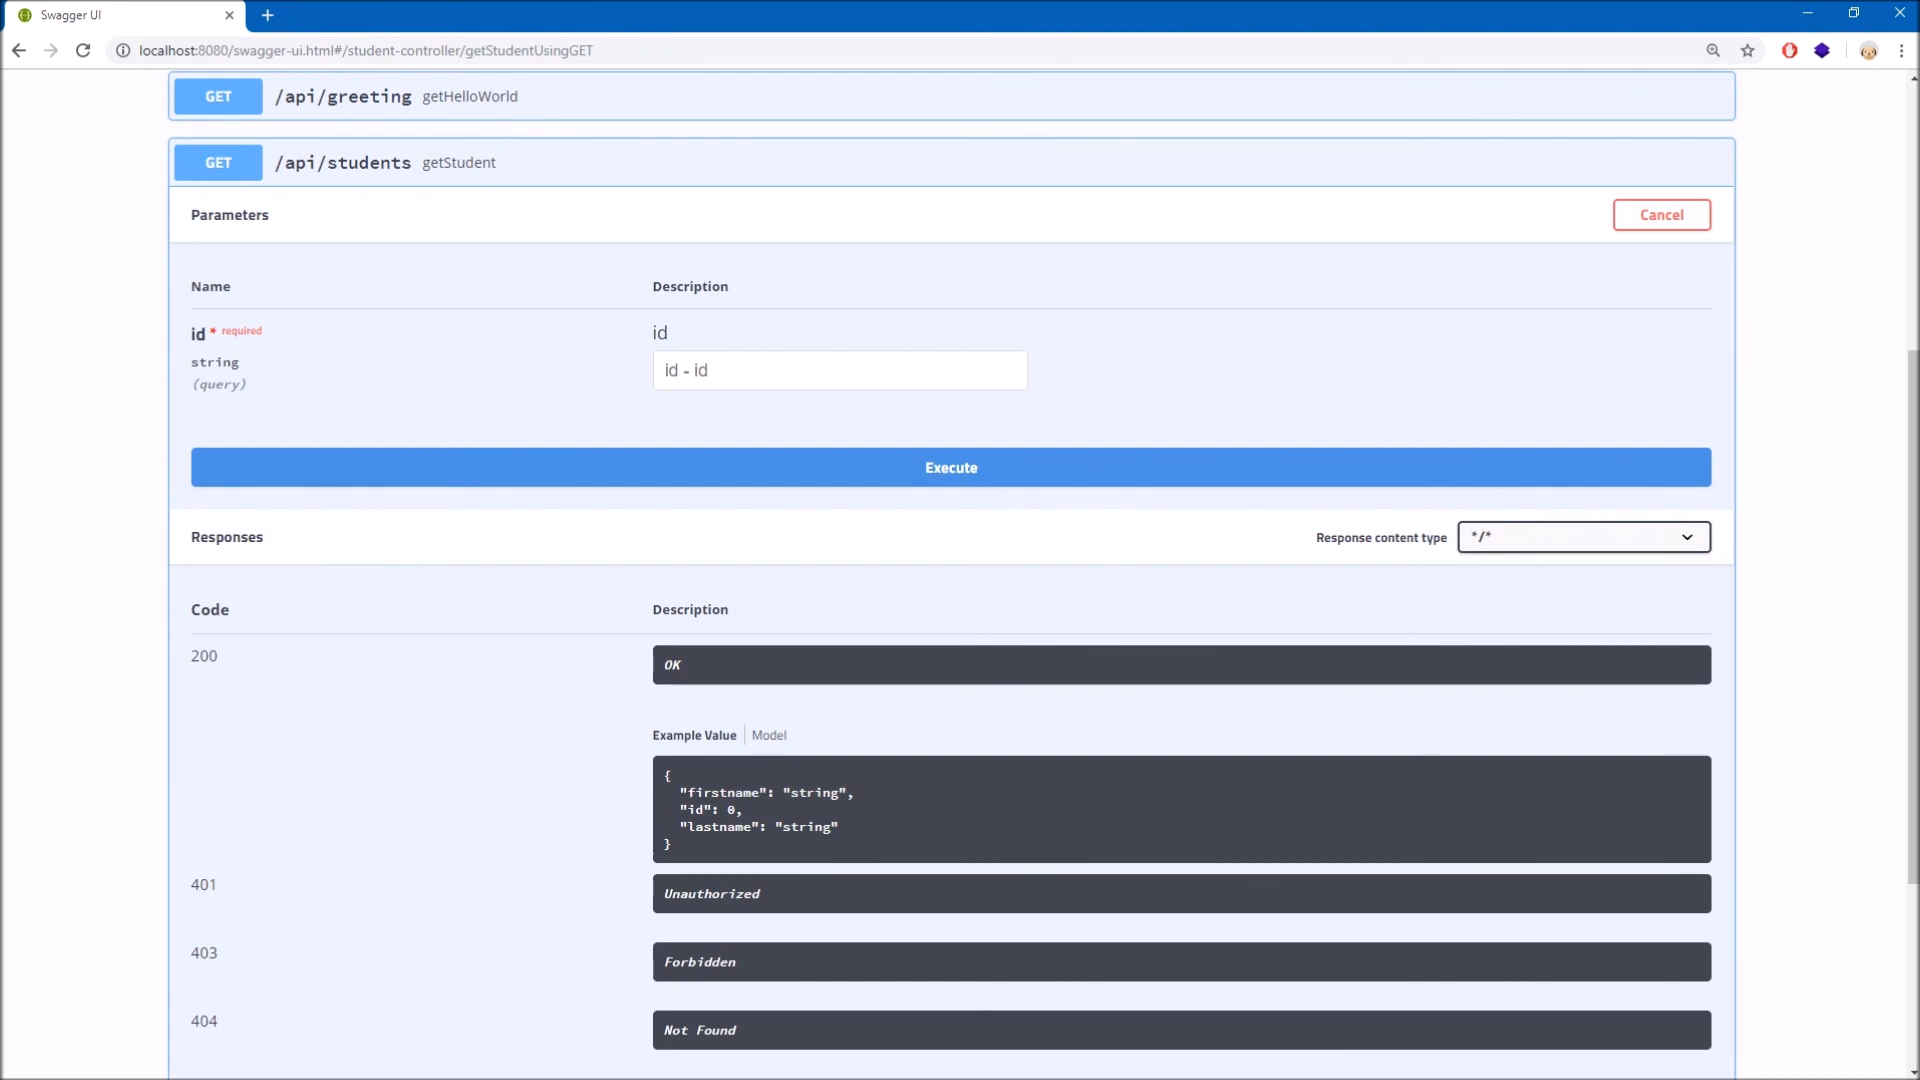 Swagger UI
localhost:8080/swagger-ui.html#/student-controller/getStudentUsingGET
GET /api/greeting getHelloWorld
GET /api/students getStudent
Parameters Cancel
Name Description
id * required id
string id - id
(query)
Execute
Responses Response content type */*
Code Description
200 OK
Example Value Model
{
"firstname": "string",
"id": 0,
"lastname": "string"
}
401 Unauthorized
403 Forbidden
404 Not Found